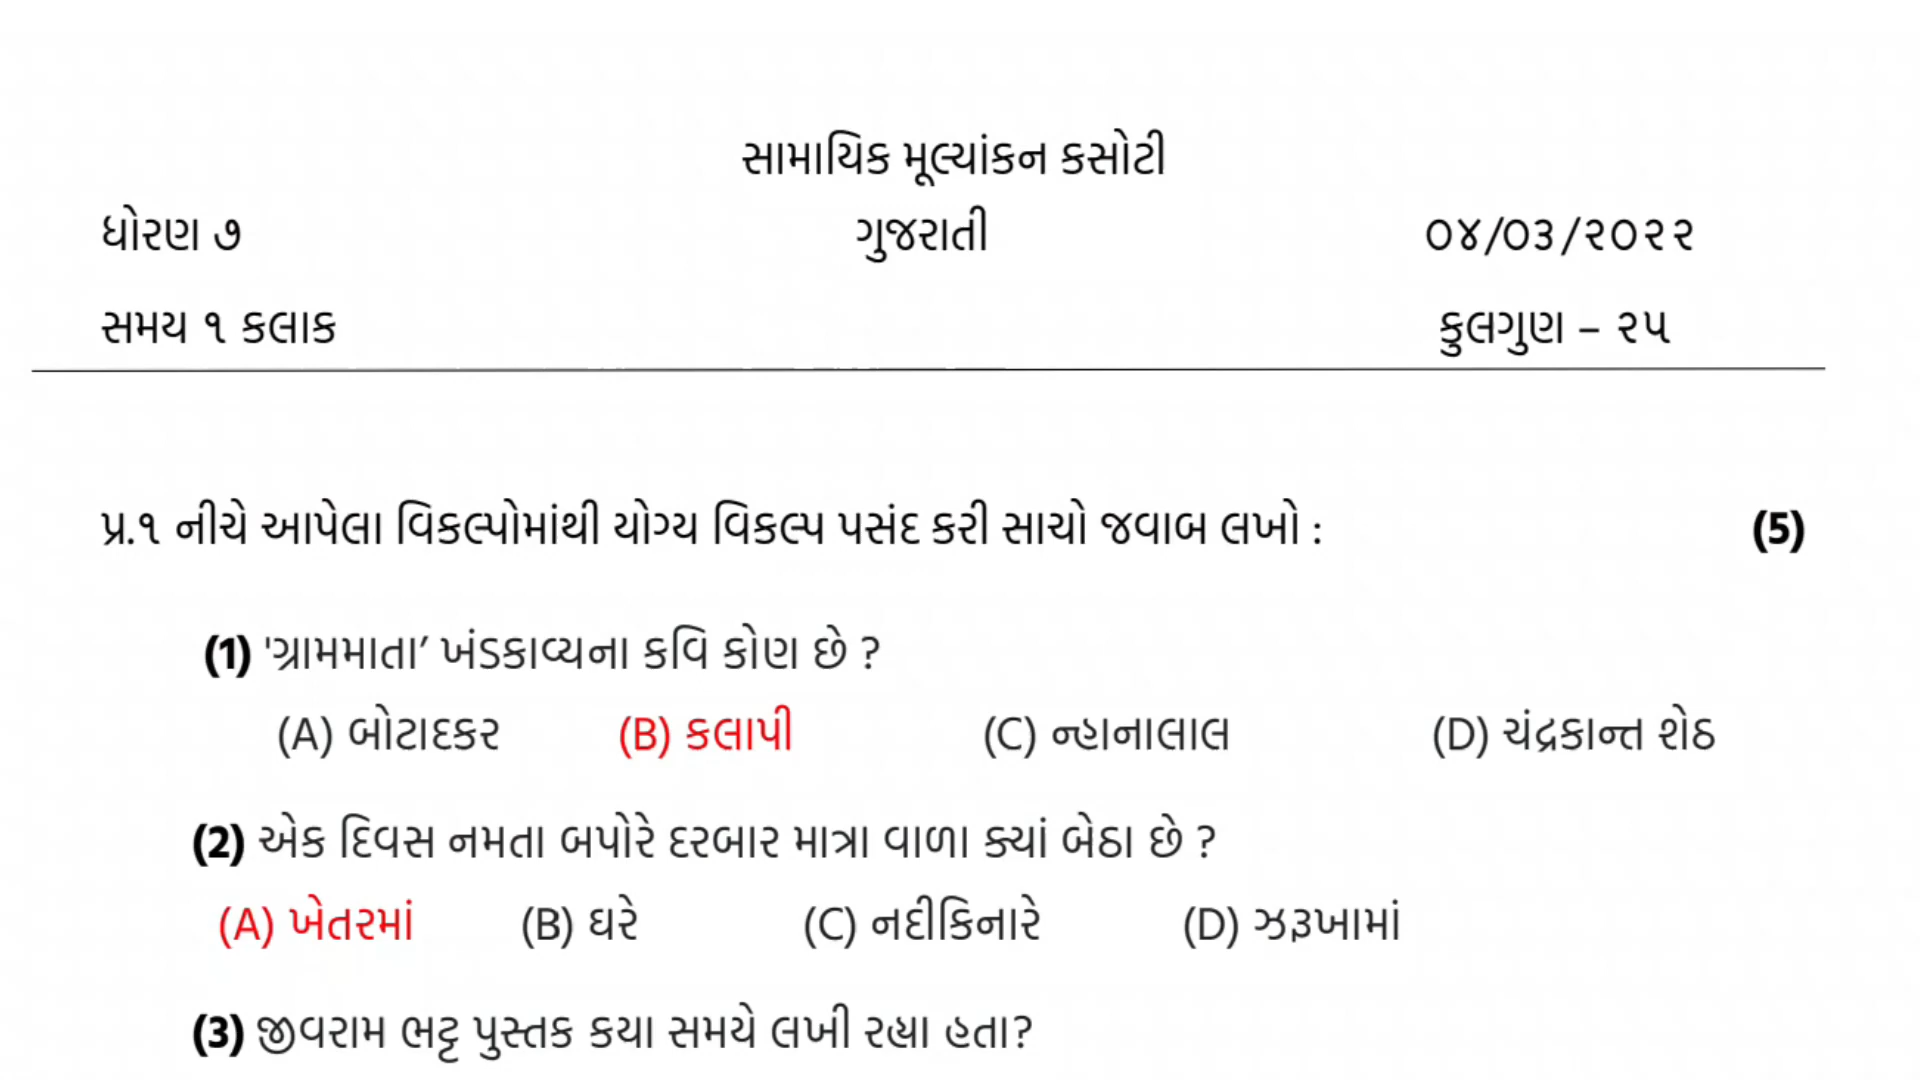 સામાયિક મૂલ્યાંકન કસોટી
ધોરણ ૭ ગુજરાતી ૦૪/૦૩/૨૦૨૨
સમય ૧ કલાક કુલગુણ – ૨૫
પ્ર.૧ નીચે આપેલા વિકલ્પોમાંથી યોગ્ય વિકલ્પ પસંદ કરી સાચો જવાબ લખો : (5)
(1) 'ગ્રામમાતા’ ખંડકાવ્યના કવિ કોણ છે ?
(A) બોટાદકર (B) કલાપી (C) ન્હાનાલાલ (D) ચંદ્રકાન્ત શેઠ
(2) એક દિવસ નમતા બપોરે દરબાર માત્રા વાળા ક્યાં બેઠા છે ?
(A) ખેતરમાં (B) ઘરે (C) નદીકિનારે (D) ઝરૂખામાં
(3) જીવરામ ભટ્ટ પુસ્તક કયા સમયે લખી રહ્યા હતા?